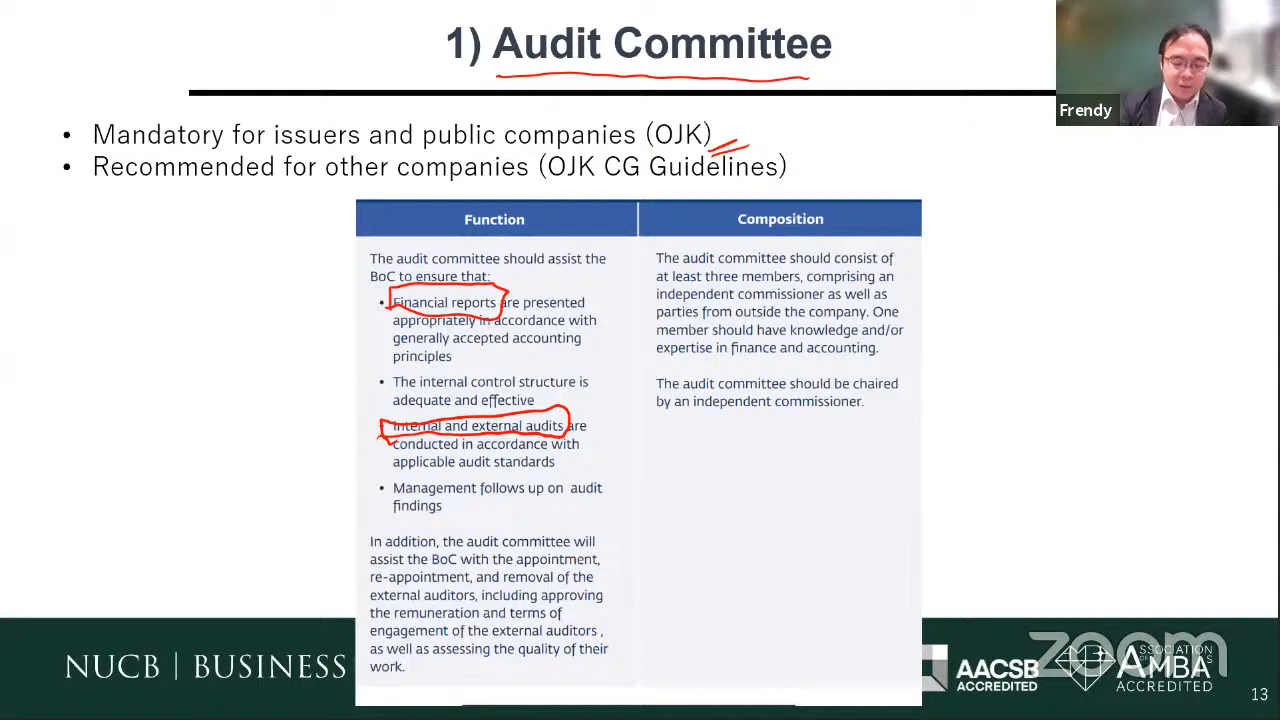 1) Audit Committee
Frendy
• Mandatory for issuers and public companies (OJK)
• Recommended for other companies (OJK CG Guidelines)
Function
The audit committee should assist the
BoC to ensure that:
• Financial reports are presented
appropriately in accordance with
generally accepted accounting
principles
• The internal control structure is
adequate and effective
• Internal and external audits are
conducted in accordance with
applicable audit standards
• Management follows up on audit
findings
In addition, the audit committee will
assist the BoC with the appointment,
re-appointment, and removal of the
external auditors, including approving
the remuneration and terms of
engagement of the external auditors ,
as well as assessing the quality of their
work.
Composition
The audit committee should consist of
at least three members, comprising an
independent commissioner as well as
parties from outside the company. One
member should have knowledge and/or
expertise in finance and accounting.
The audit committee should be chaired
by an independent commissioner.
NUCB | BUSINESS
AACSB
ACCREDITED
zoom
ASSOCIATION
OF MBA'S
AMBA
ACCREDITED
13